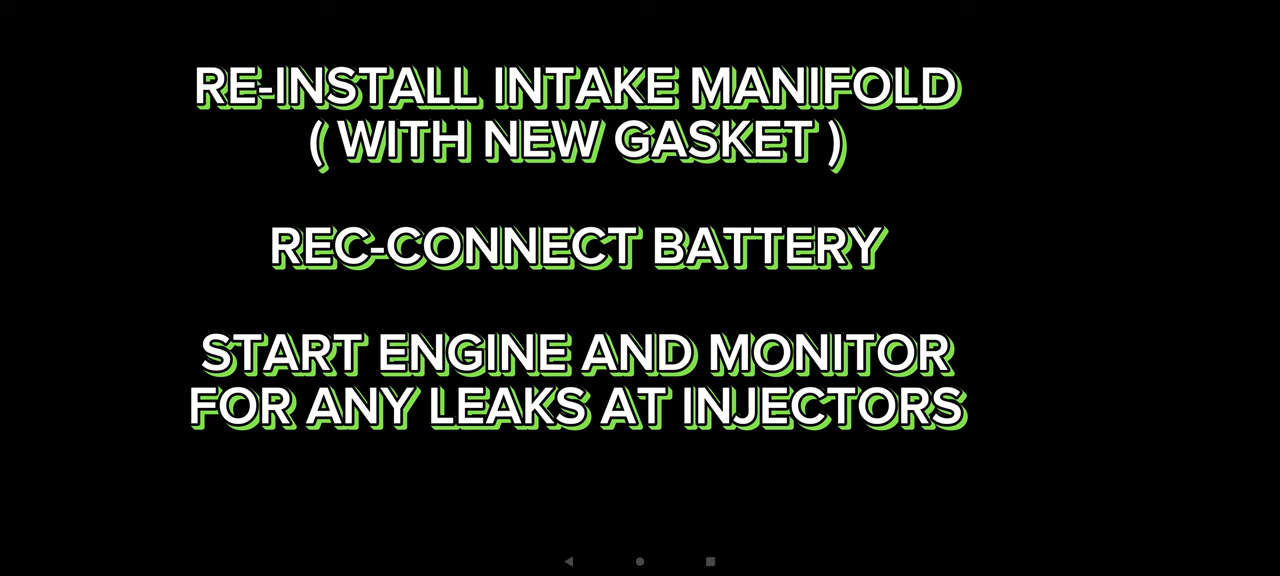 RE-INSTALL INTAKE MANIFOLD
( WITH NEW GASKET )
REC-CONNECT BATTERY
START ENGINE AND MONITOR
FOR ANY LEAKS AT INJECTORS